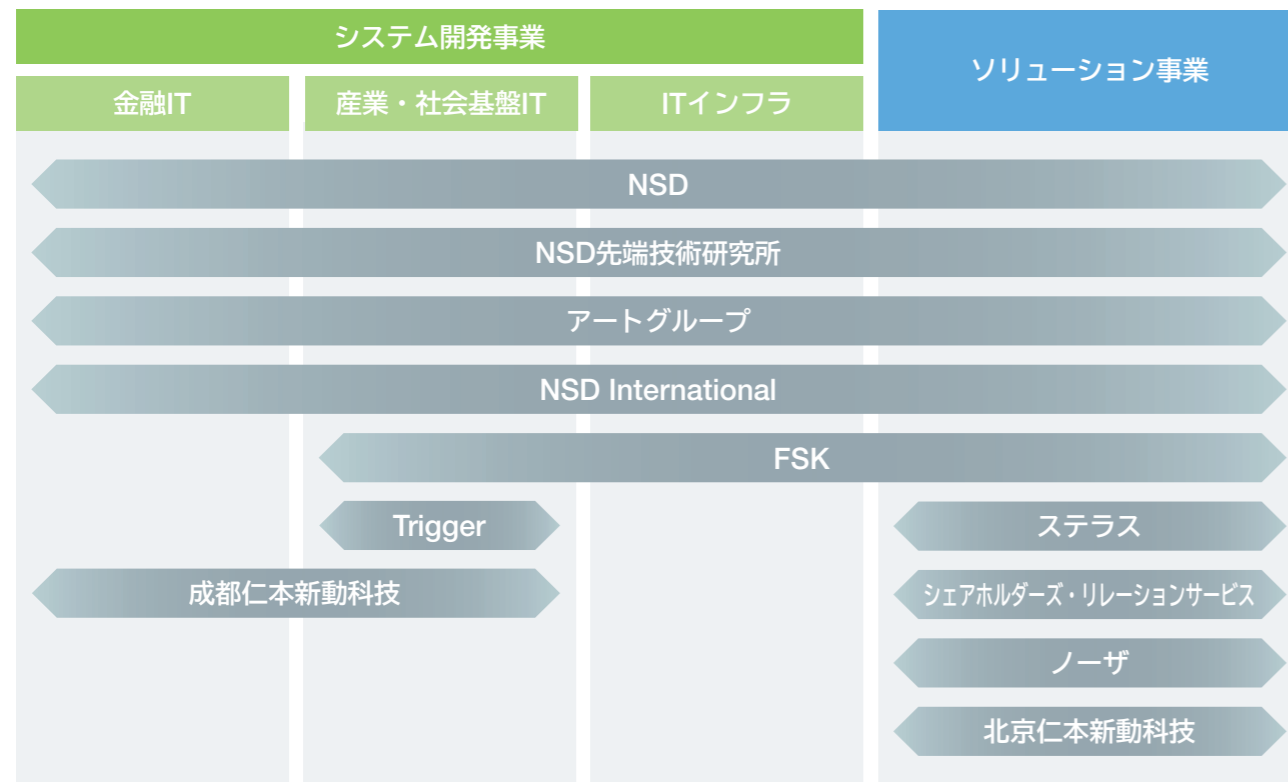 システム開発事業
ソリューション事業
金融IT
産業・社会基盤IT
ITインフラ
NSD
NSD先端技術研究所
アートグループ
NSD International
FSK
Trigger
ステラス
成都仁本新動科技
シェアホルダーズ・リレーションサービス
ノーザ
北京仁本新動科技